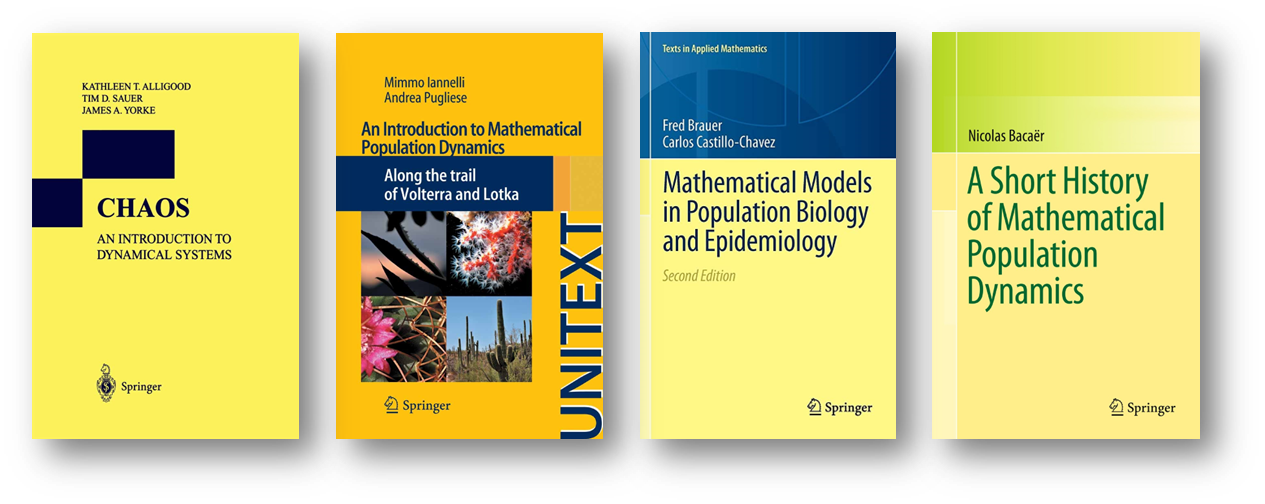 KATHLEEN T. ALLIGOOD
TIM D. SAUER
JAMES A. YORKE
CHAOS
AN INTRODUCTION TO
DYNAMICAL SYSTEMS
Springer
Mimmo Iannelli
Andrea Pugliese
An Introduction to Mathematical
Population Dynamics
Along the trail
of Volterra and Lotka
UNITEXT
Springer
Texts in Applied Mathematics
Fred Brauer
Carlos Castillo-Chavez
Mathematical Models
in Population Biology
and Epidemiology
Second Edition
Springer
Nicolas Bacaër
A Short History
of Mathematical
Population
Dynamics
Springer